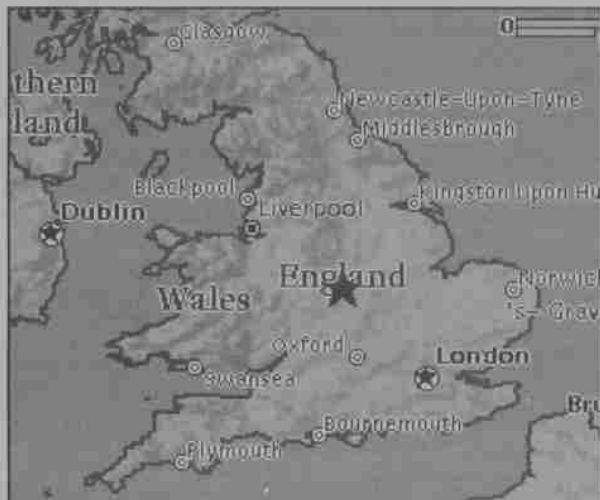 0
Glasgow
thern
land
Newcastle-Upon-Tyne
Middlesbrough
Blackpool
Kingston Upon Hu
Dublin
Liverpool
England
Wales
Norwich
's-Grav
Oxford
London
Swansea
Bru
Bournemouth
Plymouth